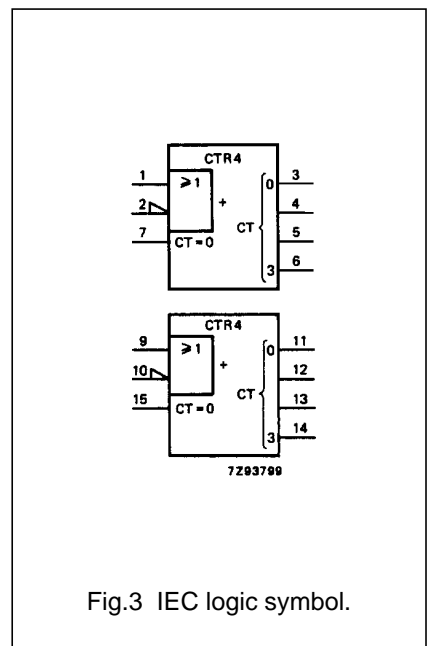 CTR4
1 ≥1 0 3
2 + 4
7 CT=0 CT 5
3 6
CTR4
9 ≥1 0 11
10 + 12
15 CT=0 CT 13
3 14
7Z93799
Fig.3 IEC logic symbol.